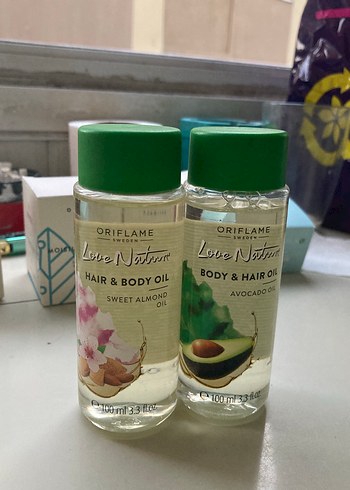 ORIFLAME
SWEDEN
Love Nature
HAIR & BODY OIL
SWEET ALMOND
OIL
℮ 100 ml 3.3 fl.oz.
ORIFLAME
SWEDEN
Love Nature
BODY & HAIR OIL
AVOCADO OIL
℮ 100 ml 3.3 fl.oz.